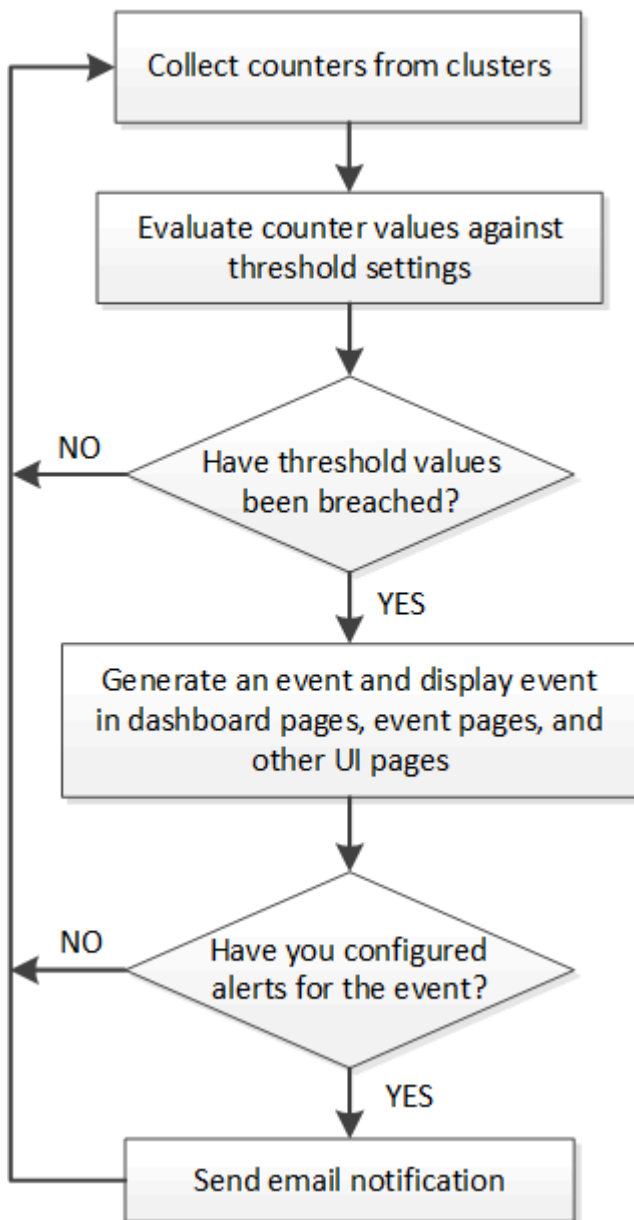 Collect counters from clusters
Evaluate counter values against
threshold settings
NO
Have threshold values
been breached?
YES
Generate an event and display event
in dashboard pages, event pages, and
other UI pages
NO
Have you configured
alerts for the event?
YES
Send email notification